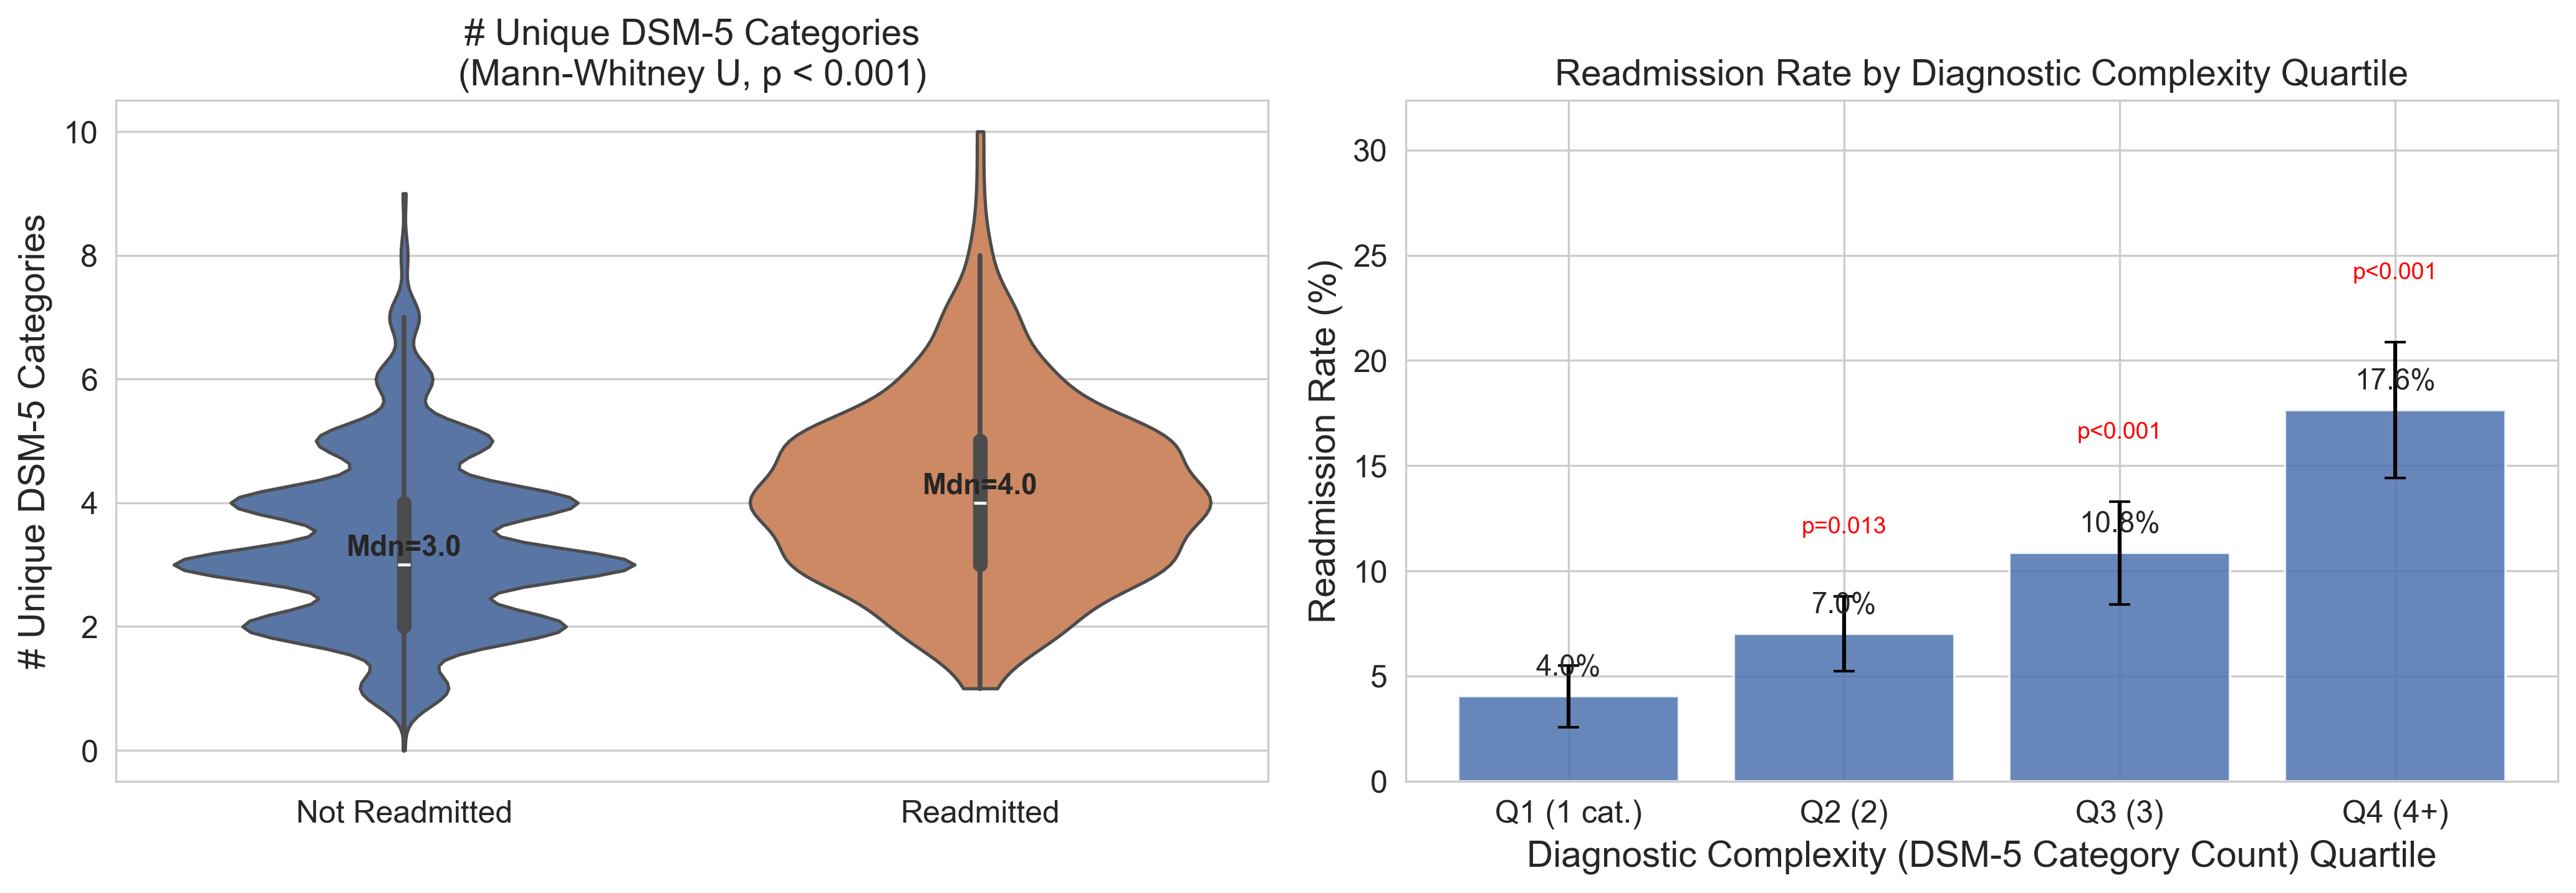 # Unique DSM-5 Categories
(Mann-Whitney U, p < 0.001)
# Unique DSM-5 Categories
10
8
6
4
2
0
Mdn=3.0
Mdn=4.0
Not Readmitted
Readmitted
Readmission Rate by Diagnostic Complexity Quartile
Readmission Rate (%)
30
25
20
15
10
5
0
4.0%
p=0.013
7.0%
p<0.001
10.8%
p<0.001
17.6%
Q1 (1 cat.)
Q2 (2)
Q3 (3)
Q4 (4+)
Diagnostic Complexity (DSM-5 Category Count) Quartile